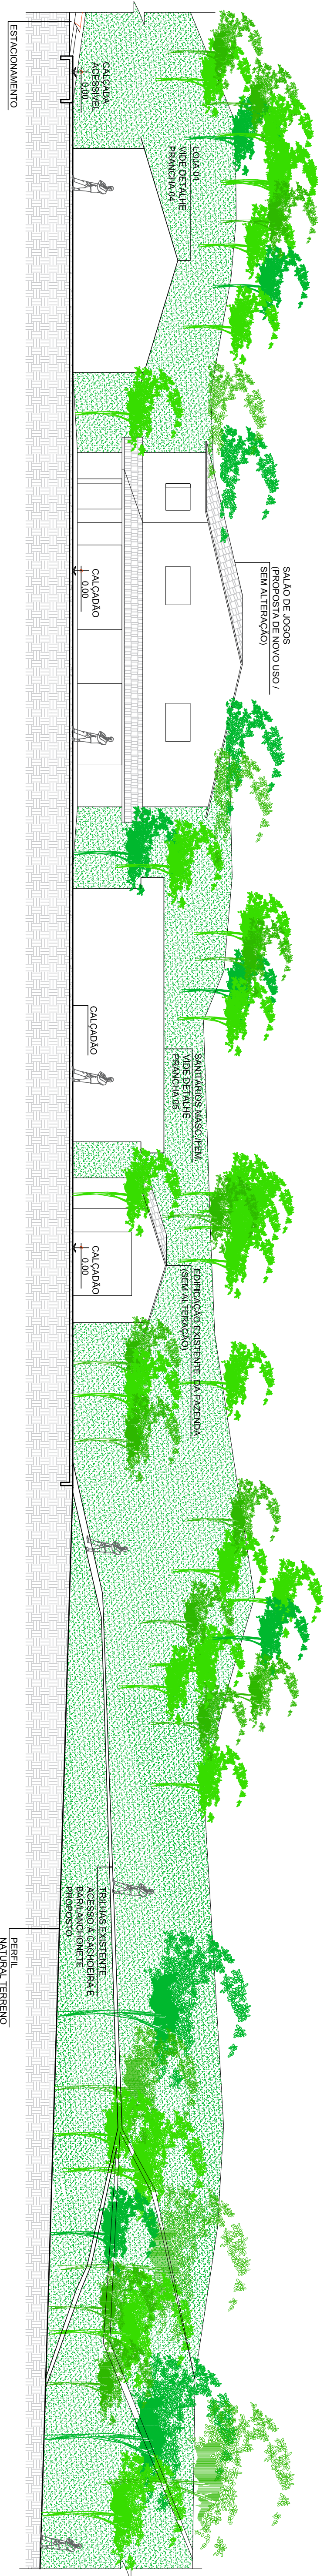 ESTACIONAMENTO
CALÇADA
ACESSÍVEL
0.00
LOJA 01
VIDE DETALHE
PRANCHA 04
SALÃO DE JOGOS
(PROPOSTA DE NOVO USO /
SEM ALTERAÇÃO)
CALÇADÃO
0.00
CALÇADÃO
SANITÁRIOS MASC./FEM.
VIDE DETALHE
PRANCHA 05
CALÇADÃO
0.00
EDIFICAÇÃO EXISTENTE DA FAZENDA
(SEM ALTERAÇÃO)
TRILHAS EXISTENTE
ACESSO À CACHOEIRA E
BAR/LANCHONETE
PROPOSTO
PERFIL
NATURAL TERRENO